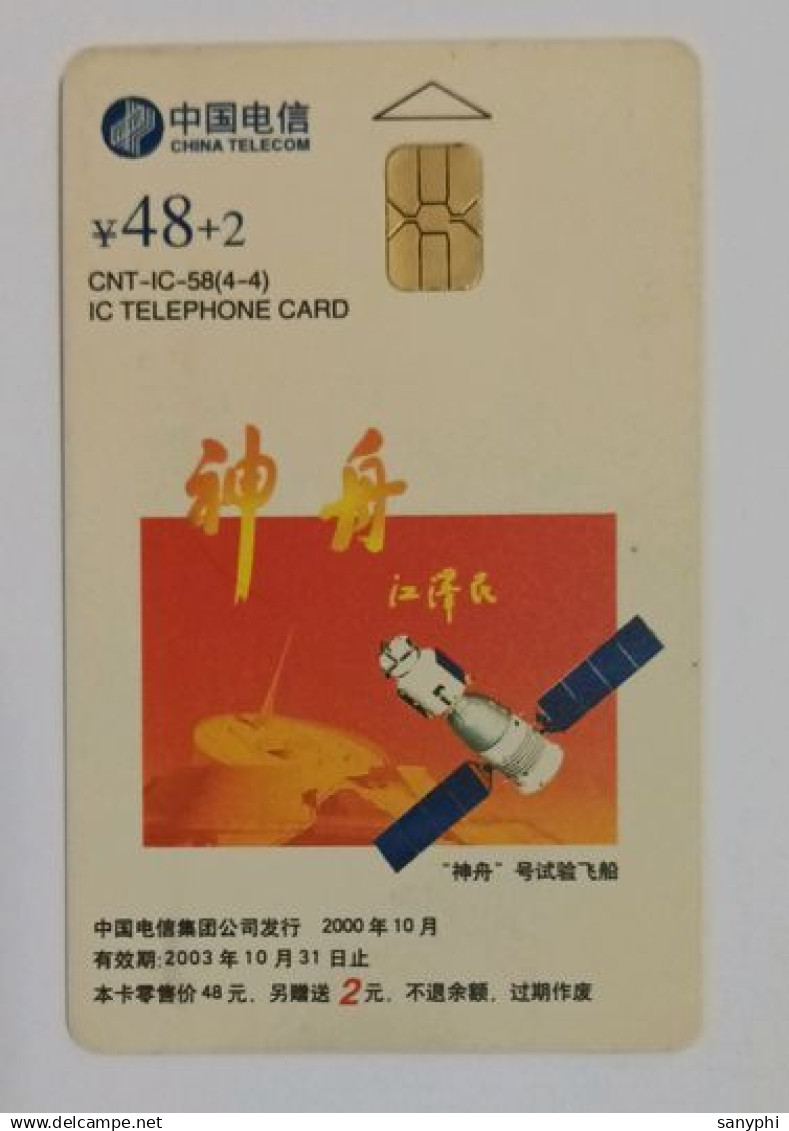 中国电信
CHINA TELECOM
¥48+2
CNT-IC-58(4-4)
IC TELEPHONE CARD
神舟
江泽民
“神舟”号试验飞船
中国电信集团公司发行 2000年10月
有效期:2003年10月31日止
本卡零售价48元, 另赠送2元, 不退余额, 过期作废
www.delcampe.net
sanyphi